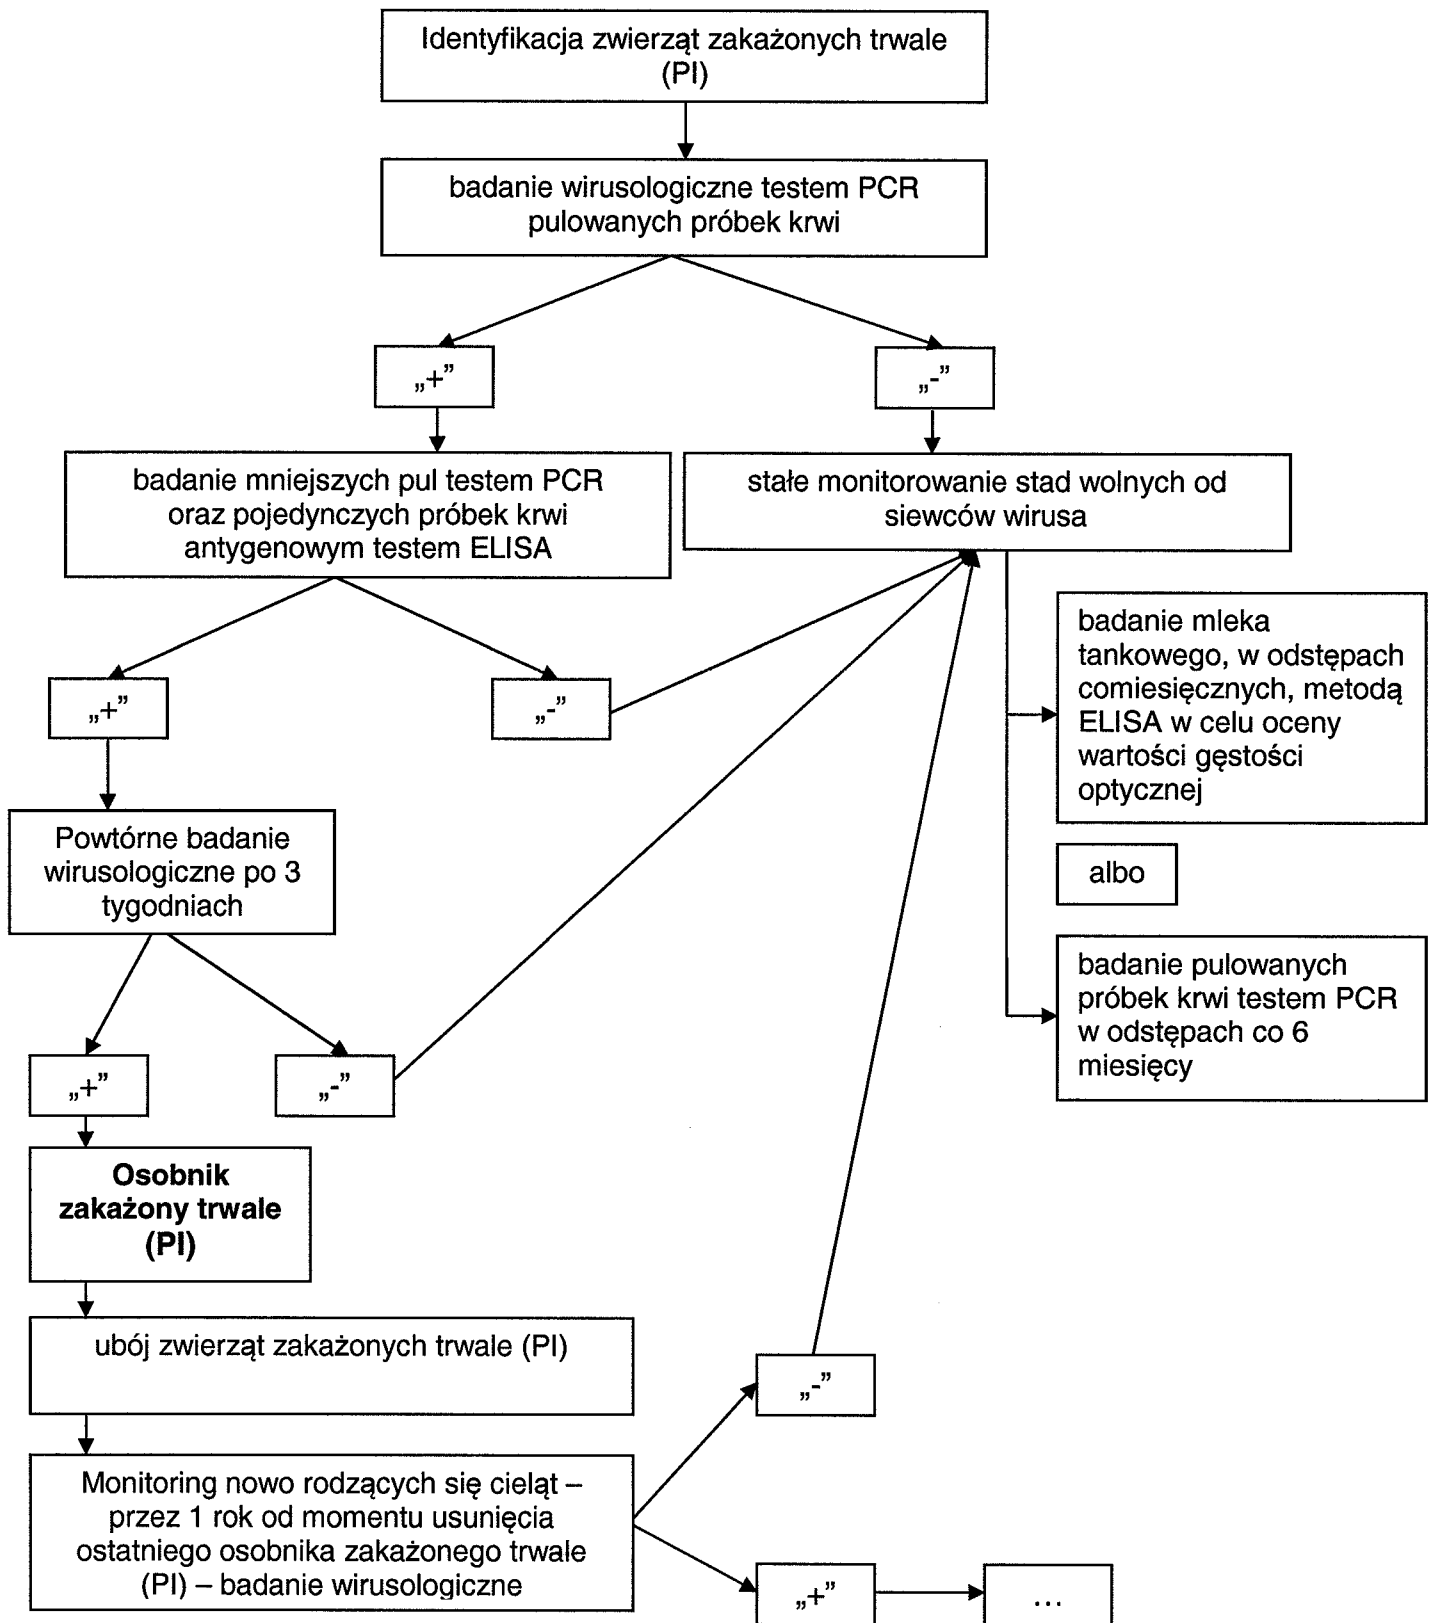 Identyfikacja zwierząt zakażonych trwale
(PI)
badanie wirusologiczne testem PCR
pulowanych próbek krwi
„+”
„-”
badanie mniejszych pul testem PCR
oraz pojedynczych próbek krwi
antygenowym testem ELISA
stałe monitorowanie stad wolnych od
siewców wirusa
„+”
„-”
badanie mleka
tankowego, w odstępach
comiesięcznych, metodą
ELISA w celu oceny
wartości gęstości
optycznej
Powtórne badanie
wirusologiczne po 3
tygodniach
albo
badanie pulowanych
próbek krwi testem PCR
w odstępach co 6
miesięcy
„+”
„-”
Osobnik
zakażony trwale
(PI)
ubój zwierząt zakażonych trwale (PI)
„-”
Monitoring nowo rodzących się cieląt –
przez 1 rok od momentu usunięcia
ostatniego osobnika zakażonego trwale
(PI) – badanie wirusologiczne
„+”
…